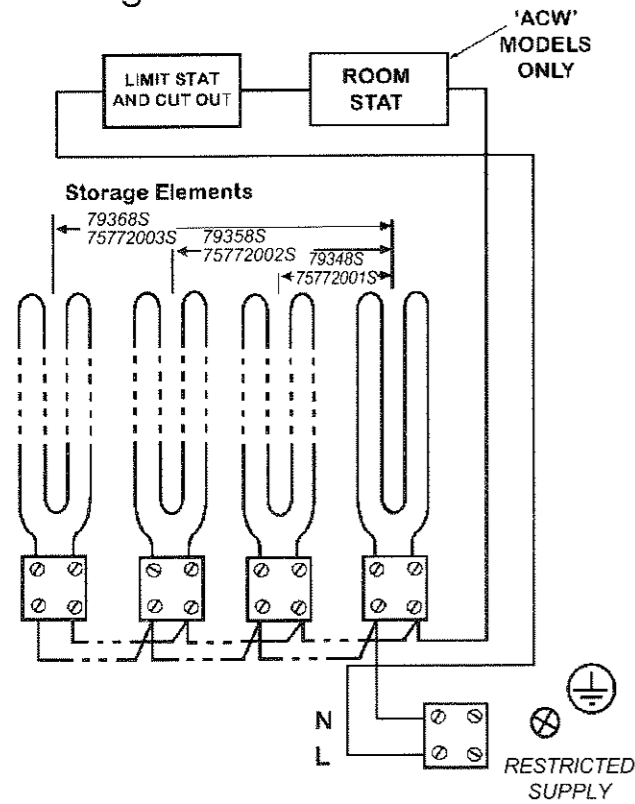 'ACW'
MODELS
ONLY
LIMIT STAT
AND CUT OUT
ROOM
STAT
Storage Elements
79368S
75772003S
79358S
75772002S
79348S
75772001S
N
L
RESTRICTED
SUPPLY